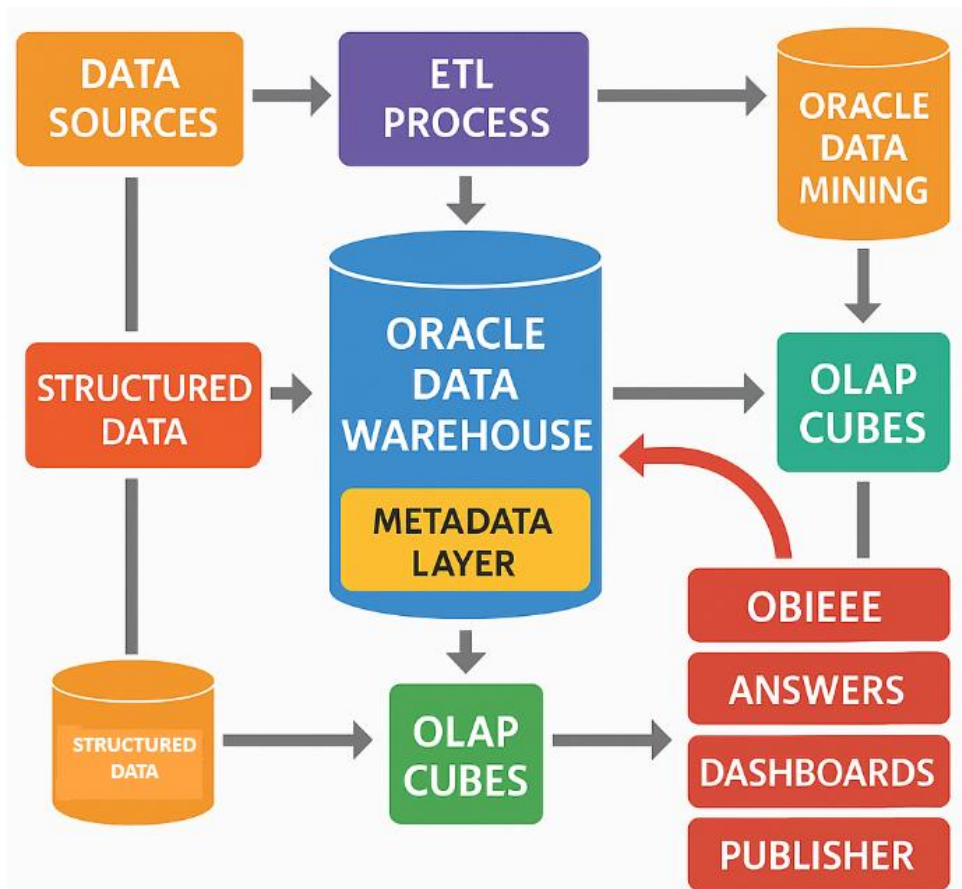 DATA
SOURCES
ETL
PROCESS
ORACLE
DATA
MINING
STRUCTURED
DATA
ORACLE
DATA
WAREHOUSE
METADATA
LAYER
OLAP
CUBES
OBIEEE
ANSWERS
DASHBOARDS
PUBLISHER
STRUCTURED
DATA
OLAP
CUBES